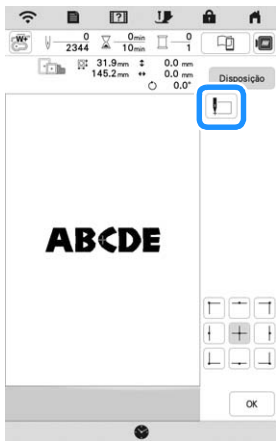 W+ 0 0min 0
2344 10min 1
31.9mm 0.0 mm
145.2mm 0.0 mm
0.0°
Disposição
ABCDE
OK